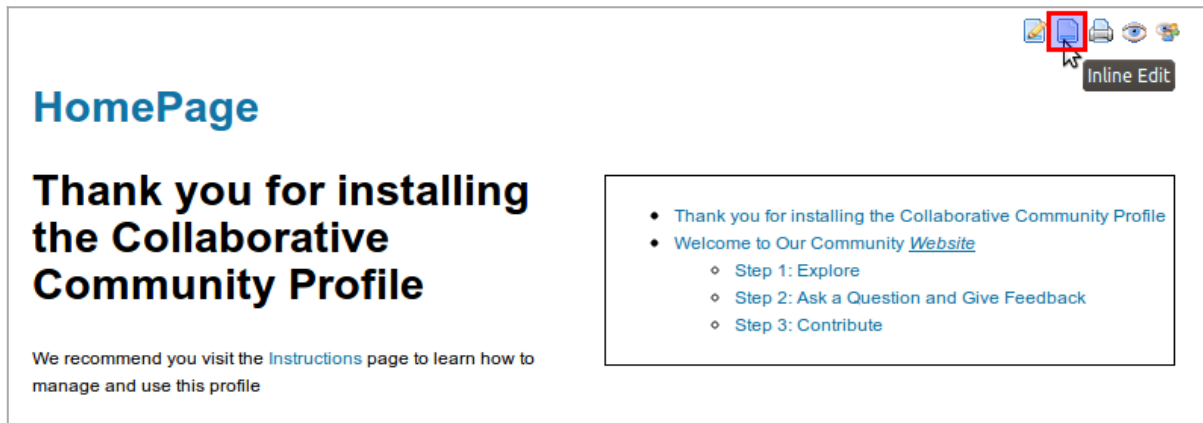 Inline Edit
HomePage
Thank you for installing
the Collaborative
Community Profile
We recommend you visit the Instructions page to learn how to
manage and use this profile
Thank you for installing the Collaborative Community Profile
Welcome to Our Community Website
Step 1: Explore
Step 2: Ask a Question and Give Feedback
Step 3: Contribute